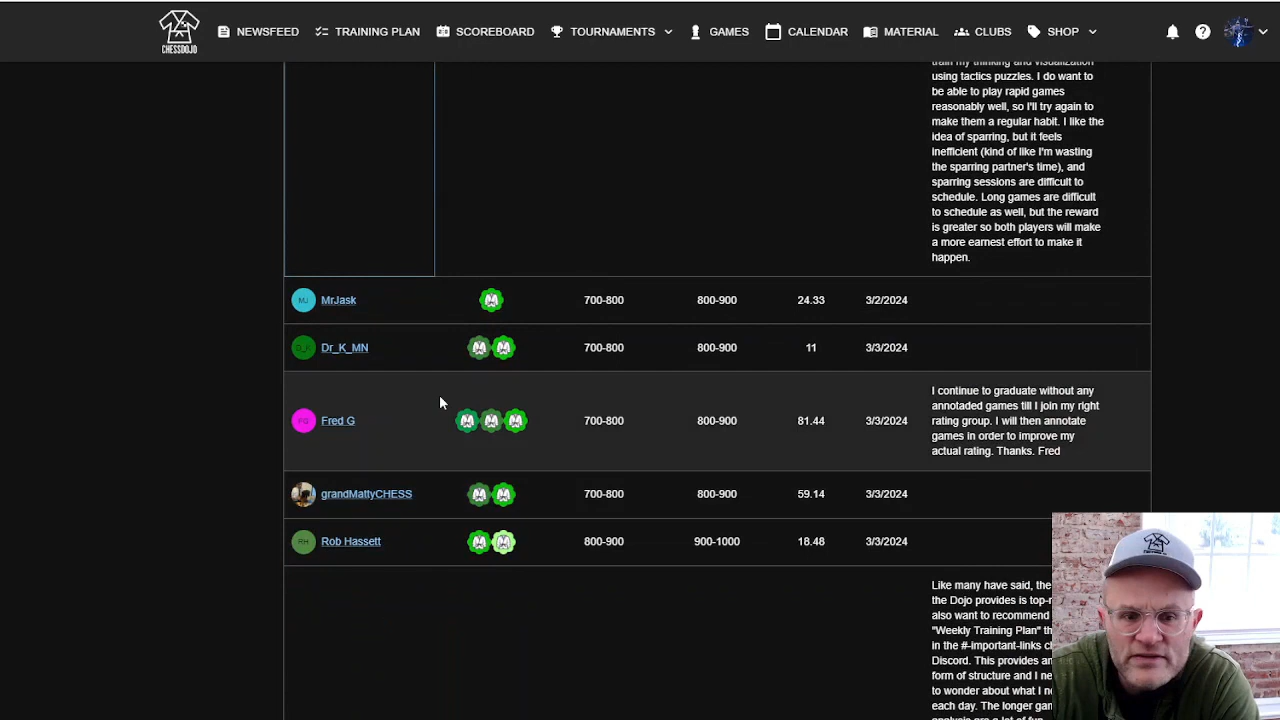 CHESSDOJO
NEWSFEED TRAINING PLAN SCOREBOARD TOURNAMENTS GAMES CALENDAR MATERIAL CLUBS SHOP
train my thinking and visualization
using tactics puzzles. I do want to
be able to play rapid games
reasonably well, so I'll try again to
make them a regular habit. I like the
idea of sparring, but it feels
inefficient (kind of like I'm wasting
the sparring partner's time), and
sparring sessions are difficult to
schedule. Long games are difficult
to schedule as well, but the reward
is greater so both players will make
a more earnest effort to make it
happen.
MJ MrJask 700-800 800-900 24.33 3/2/2024
Dr_K_MN 700-800 800-900 11 3/3/2024
FG Fred G 700-800 800-900 81.44 3/3/2024
I continue to graduate without any
annotaded games till I join my right
rating group. I will then annotate
games in order to improve my
actual rating. Thanks. Fred
grandMattyCHESS 700-800 800-900 59.14 3/3/2024
RH Rob Hassett 800-900 900-1000 18.48 3/3/2024
Like many have said, the
the Dojo provides is top-
also want to recommend
"Weekly Training Plan"
in the #-important-links
Discord. This provides
form of structure and I
to wonder about what I
each day. The longer
analysis are a lot of fun